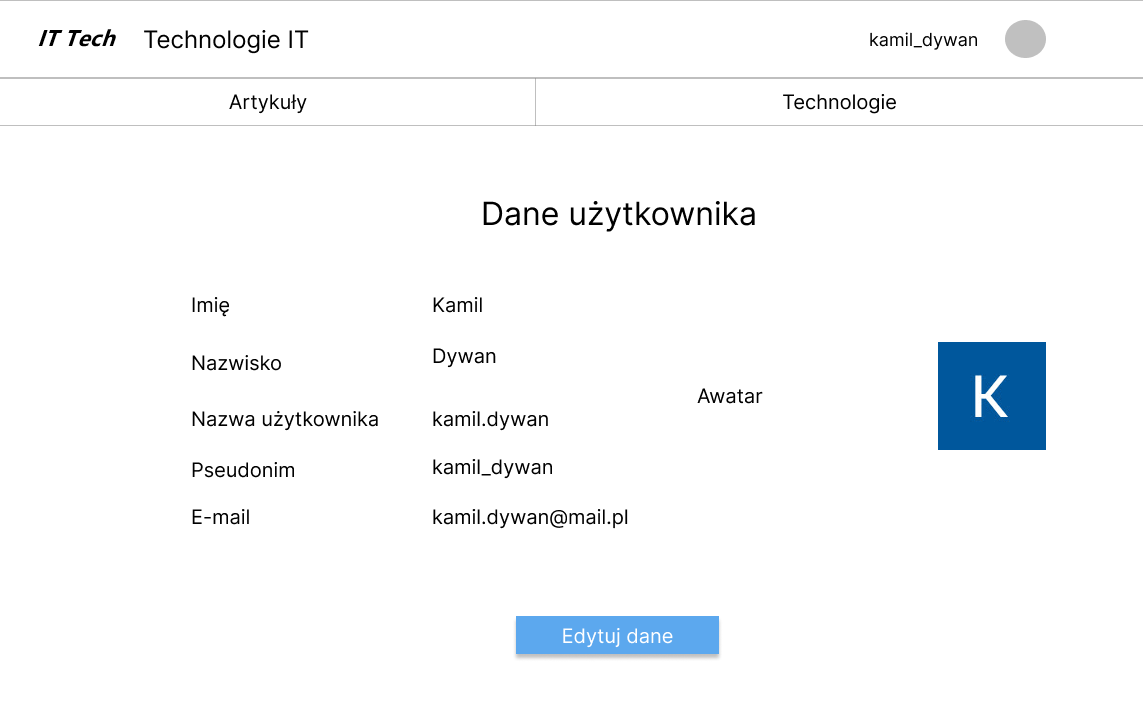 IT Tech Technologie IT kamil_dywan
Artykuły Technologie
Dane użytkownika
Imię Kamil
Nazwisko Dywan
Awatar K
Nazwa użytkownika kamil.dywan
Pseudonim kamil_dywan
E-mail kamil.dywan@mail.pl
Edytuj dane